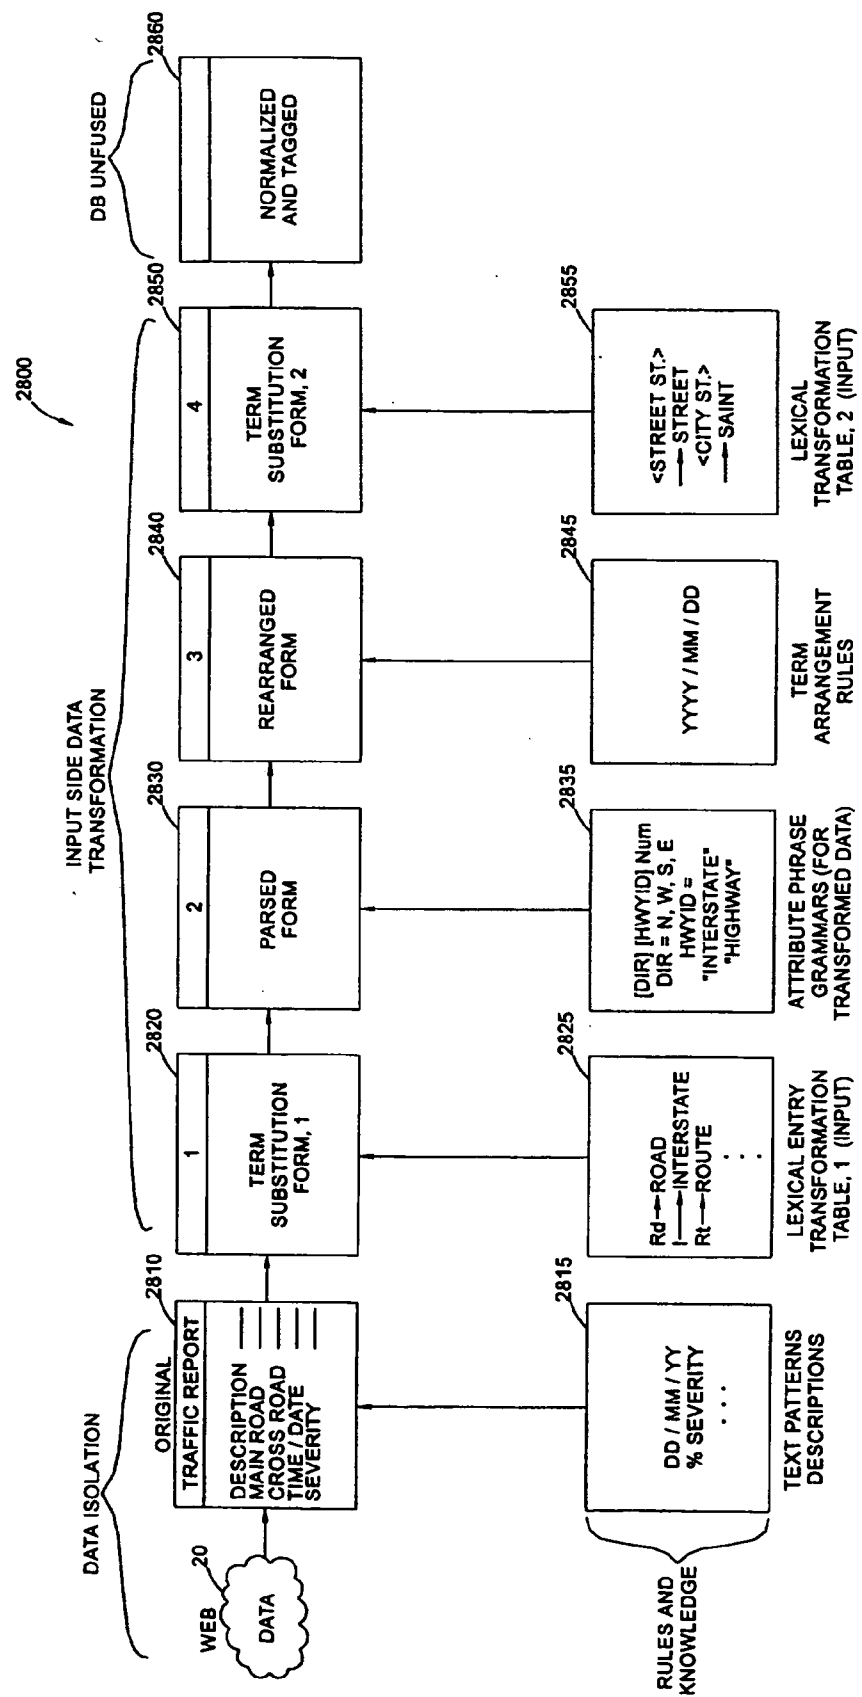 2800
DATA ISOLATION
INPUT SIDE DATA
TRANSFORMATION
DB UNFUSED
WEB
20
DATA
ORIGINAL
2810
TRAFFIC REPORT
DESCRIPTION
MAIN ROAD
CROSS ROAD
TIME / DATE
SEVERITY
2820
1
TERM
SUBSTITUTION
FORM, 1
2830
2
PARSED
FORM
2840
3
REARRANGED
FORM
2850
4
TERM
SUBSTITUTION
FORM, 2
2860
NORMALIZED
AND TAGGED
RULES AND
KNOWLEDGE
2815
DD / MM / YY
% SEVERITY
. . .
TEXT PATTERNS
DESCRIPTIONS
2825
Rd→ROAD
I→INTERSTATE
Rt→ROUTE
LEXICAL ENTRY
TRANSFORMATION
TABLE, 1 (INPUT)
2835
[DIR] [HWYID] Num
DIR = N, W, S, E
HWYID =
"INTERSTATE"
"HIGHWAY"
ATTRIBUTE PHRASE
GRAMMARS (FOR
TRANSFORMED DATA)
2845
YYYY / MM / DD
TERM
ARRANGEMENT
RULES
2855
<STREET ST.>
→STREET
<CITY ST.>
→SAINT
LEXICAL
TRANSFORMATION
TABLE, 2 (INPUT)